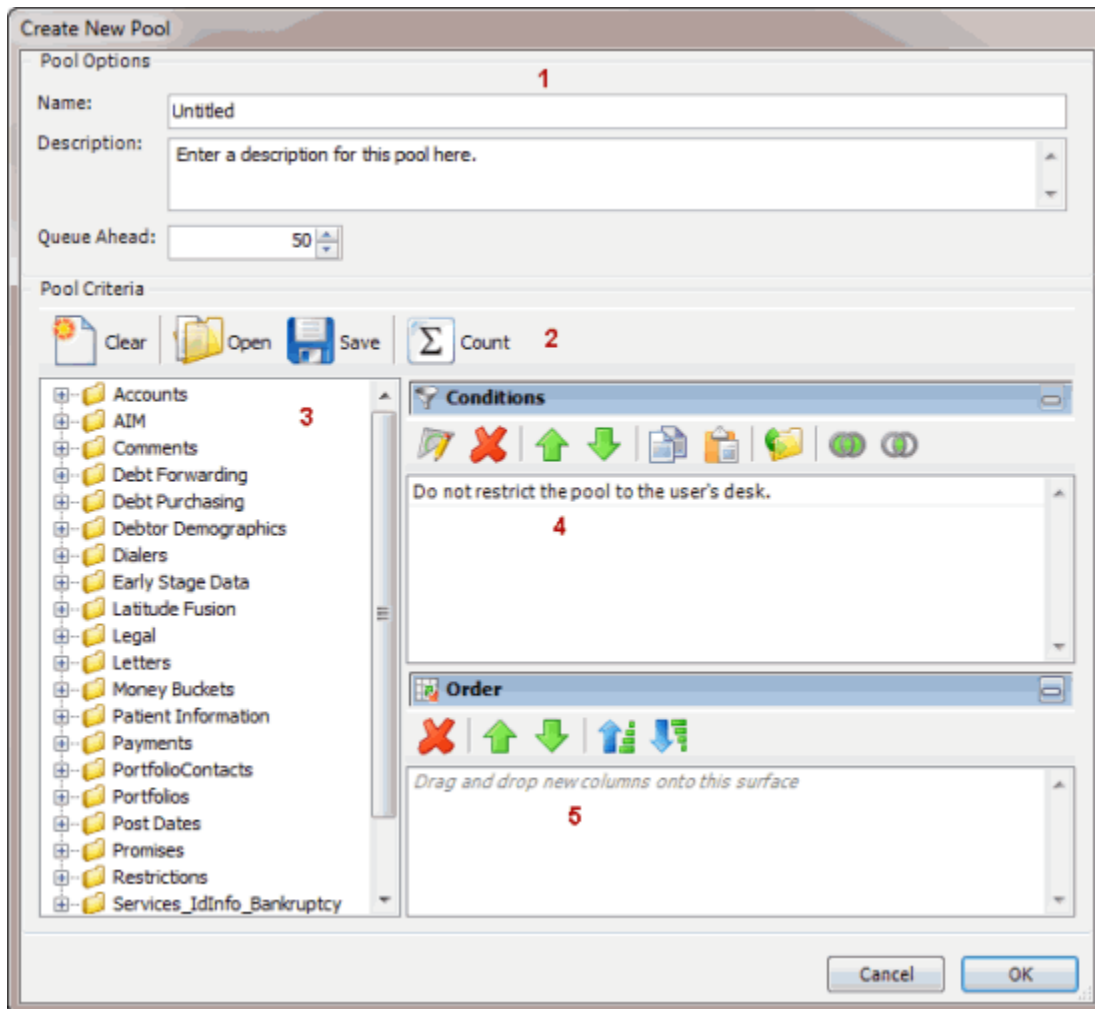 Create New Pool
Pool Options
1
Name: Untitled
Description: Enter a description for this pool here.
Queue Ahead: 50
Pool Criteria
Clear Open Save Σ Count 2
3
Accounts
AIM
Comments
Debt Forwarding
Debt Purchasing
Debtor Demographics
Dialers
Early Stage Data
Latitude Fusion
Legal
Letters
Money Buckets
Patient Information
Payments
PortfolioContacts
Portfolios
Post Dates
Promises
Restrictions
Services_IdInfo_Bankruptcy
Conditions
Do not restrict the pool to the user's desk.
4
Order
Drag and drop new columns onto this surface
5
Cancel OK